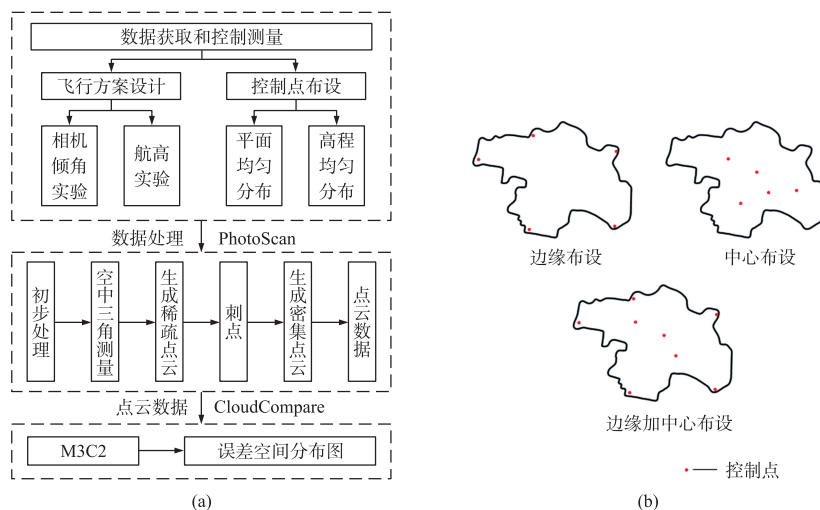 数据获取和控制测量
飞行方案设计
控制点布设
相机
倾角
实验
航高
实验
平面
均匀
分布
高程
均匀
分布
数据处理 PhotoScan
初步处理
空中三角测量
生成稀疏点云
刺点
生成密集点云
点云数据
点云数据 CloudCompare
M3C2
误差空间分布图
(a)
边缘布设
中心布设
边缘加中心布设
控制点
(b)